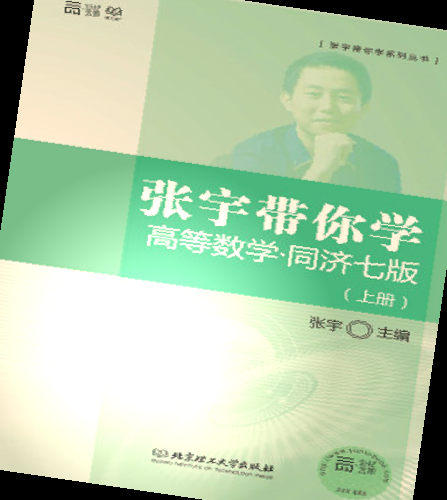 [张宇带你学系列丛书]
张宇带你学
高等数学·同济七版
(上册)
张宇 主编
北京理工大学出版社